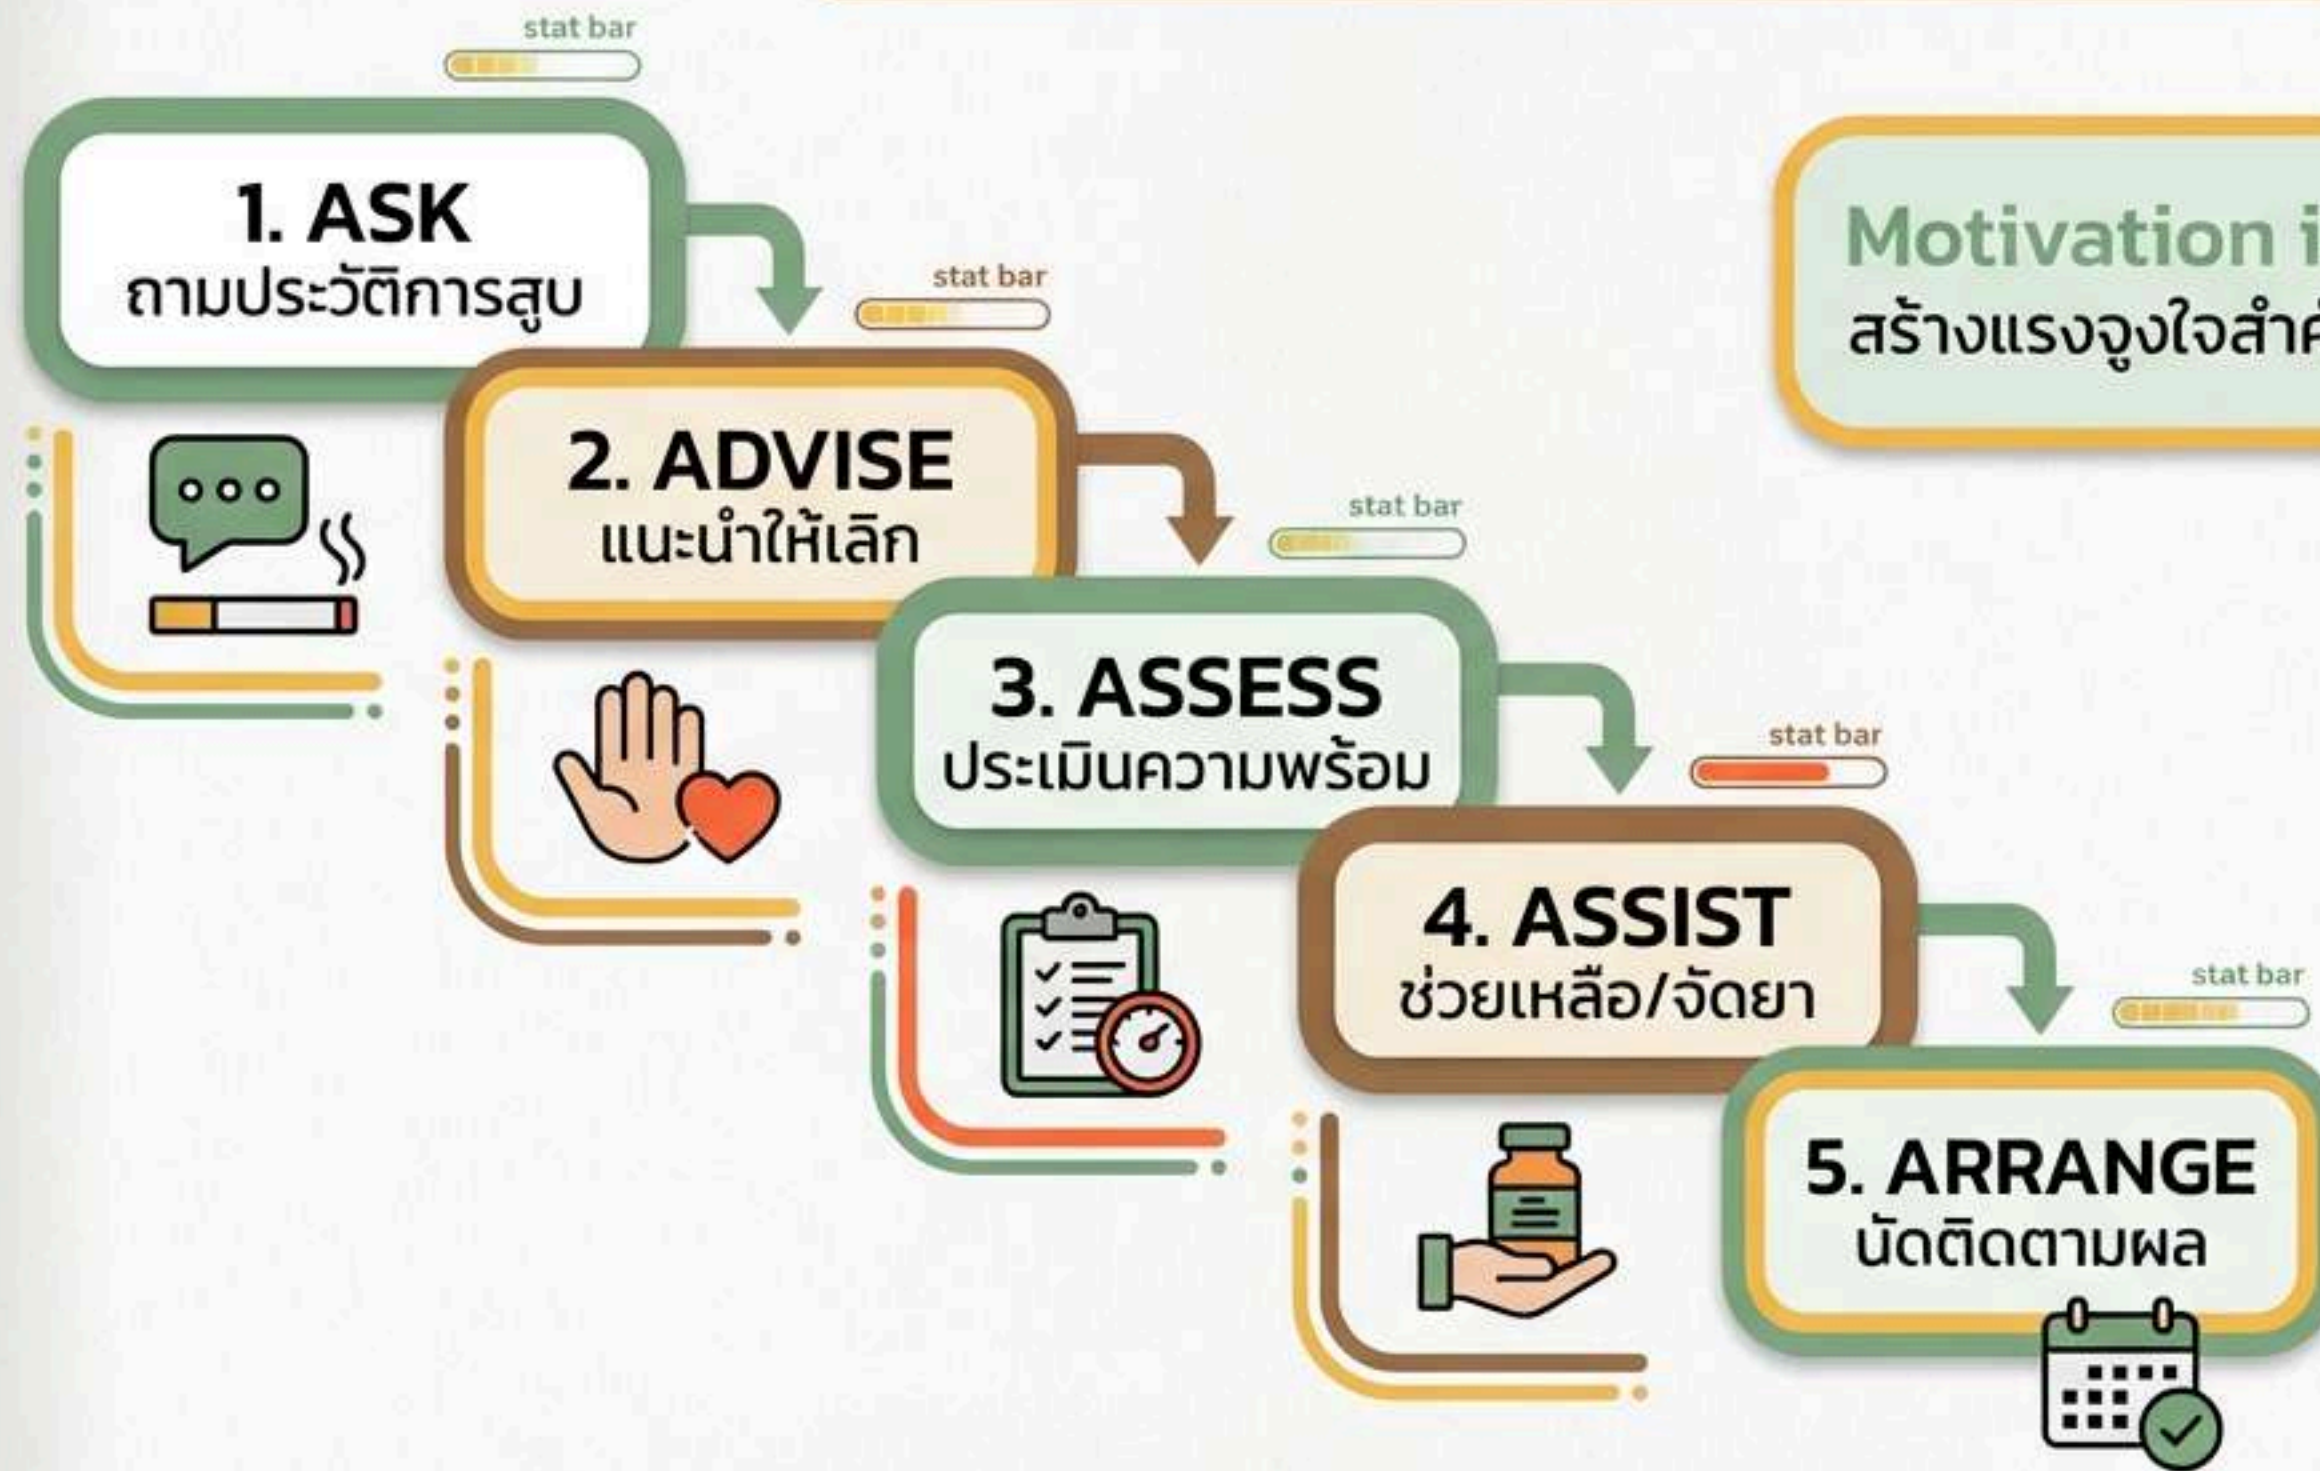 stat bar
1. ASK
ถามประวัติการสูบ
stat bar
2. ADVISE
แนะนำให้เลิก
stat bar
3. ASSESS
ประเมินความพร้อม
stat bar
4. ASSIST
ช่วยเหลือ/จัดยา
stat bar
5. ARRANGE
นัดติดตามผล
Motivation
สร้างแรงจูงใจ